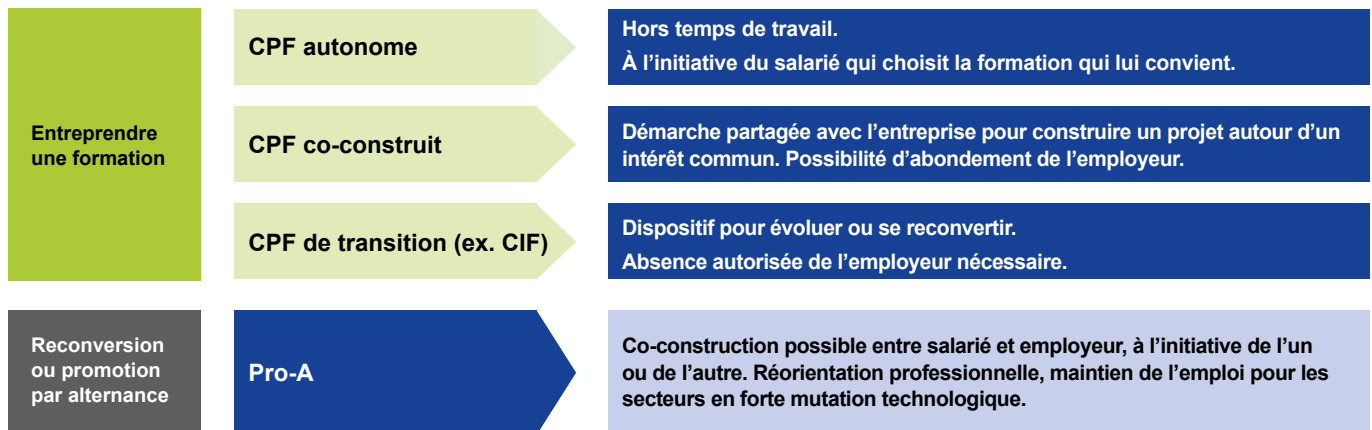 Entreprendre
une formation
CPF autonome
Hors temps de travail.
À l’initiative du salarié qui choisit la formation qui lui convient.
CPF co-construit
Démarche partagée avec l’entreprise pour construire un projet autour d’un
intérêt commun. Possibilité d’abondement de l’employeur.
CPF de transition (ex. CIF)
Dispositif pour évoluer ou se reconvertir.
Absence autorisée de l’employeur nécessaire.
Reconversion
ou promotion
par alternance
Pro-A
Co-construction possible entre salarié et employeur, à l’initiative de l’un
ou de l’autre. Réorientation professionnelle, maintien de l’emploi pour les
secteurs en forte mutation technologique.